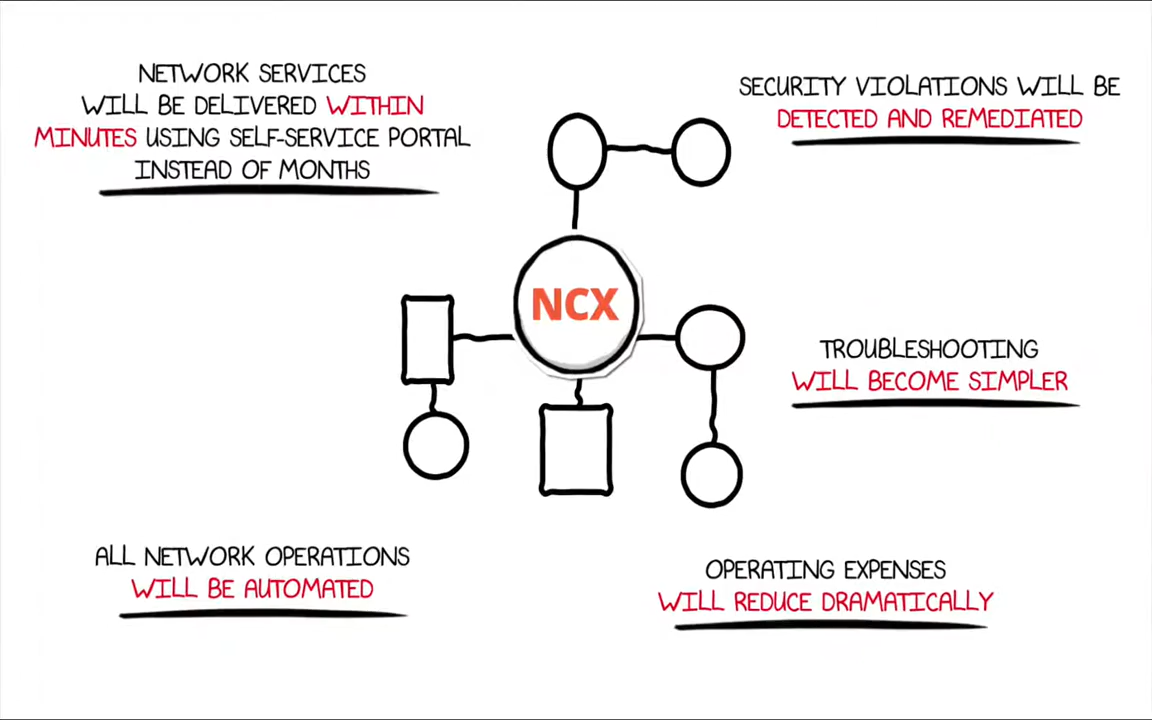 NETWORK SERVICES
WILL BE DELIVERED WITHIN
MINUTES USING SELF-SERVICE PORTAL
INSTEAD OF MONTHS
SECURITY VIOLATIONS WILL BE
DETECTED AND REMEDIATED
NCX
TROUBLESHOOTING
WILL BECOME SIMPLER
ALL NETWORK OPERATIONS
WILL BE AUTOMATED
OPERATING EXPENSES
WILL REDUCE DRAMATICALLY